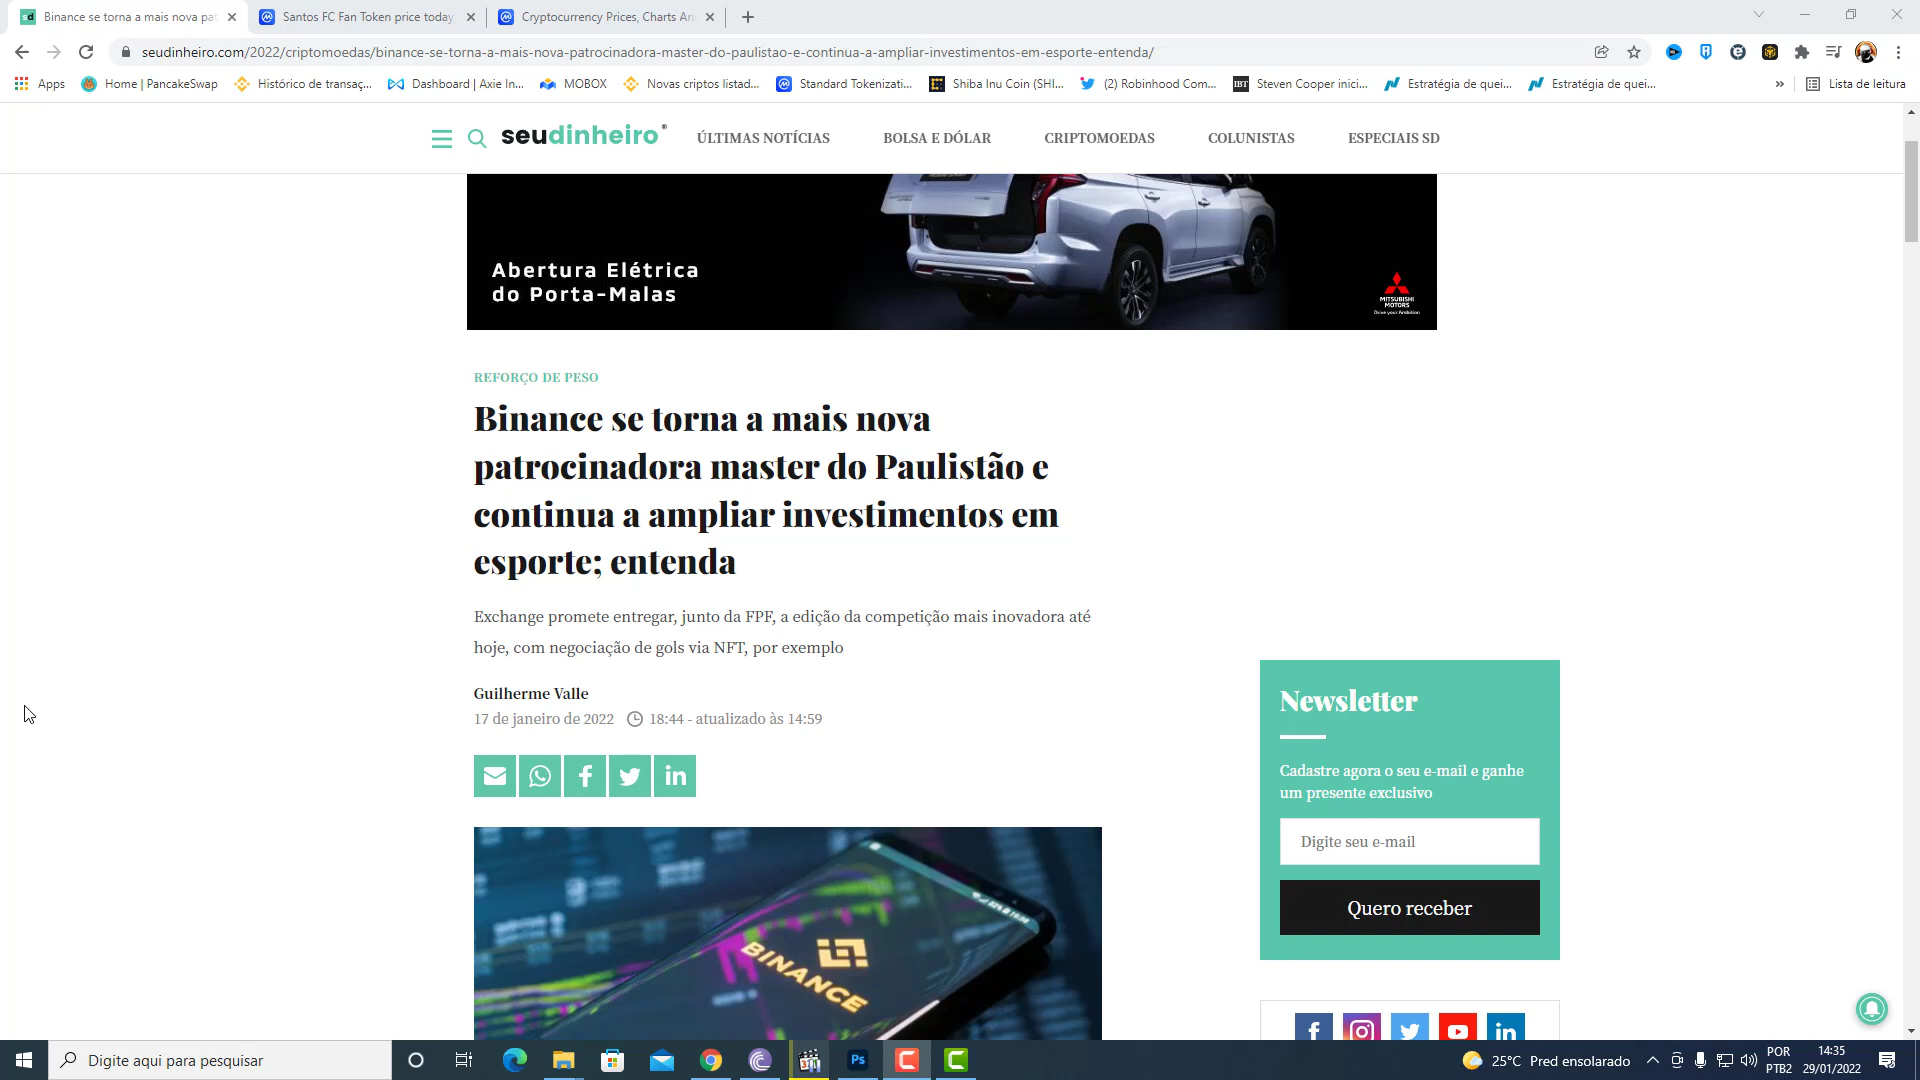 Binance se torna a mais nova pat
Santos FC Fan Token price today,
Cryptocurrency Prices, Charts An
seudinheiro.com/2022/criptomoedas/binance-se-torna-a-mais-nova-patrocinadora-master-do-paulistao-e-continua-a-ampliar-investimentos-em-esporte-entenda/
Apps
Home | PancakeSwap
Histórico de transaç...
Dashboard | Axie In...
MOBOX
Novas criptos listad...
Standard Tokenizati...
Shiba Inu Coin (SHI...
(2) Robinhood Com...
IBT
Steven Cooper inici...
Estratégia de quei...
Estratégia de quei...
»
Lista de leitura
seudinheiro®
ÚLTIMAS NOTÍCIAS
BOLSA E DÓLAR
CRIPTOMOEDAS
COLUNISTAS
ESPECIAIS SD
Abertura Elétrica
do Porta-Malas
MITSUBISHI
MOTORS
Drive your Ambition
REFORÇO DE PESO
Binance se torna a mais nova
patrocinadora master do Paulistão e
continua a ampliar investimentos em
esporte; entenda
Exchange promete entregar, junto da FPF, a edição da competição mais inovadora até
hoje, com negociação de gols via NFT, por exemplo
Guilherme Valle
17 de janeiro de 2022 18:44 - atualizado às 14:59
BINANCE
Newsletter
Cadastre agora o seu e-mail e ganhe
um presente exclusivo
Digite seu e-mail
Quero receber
Digite aqui para pesquisar
Ps
25°C Pred ensolarado
POR
PTB2
14:35
29/01/2022